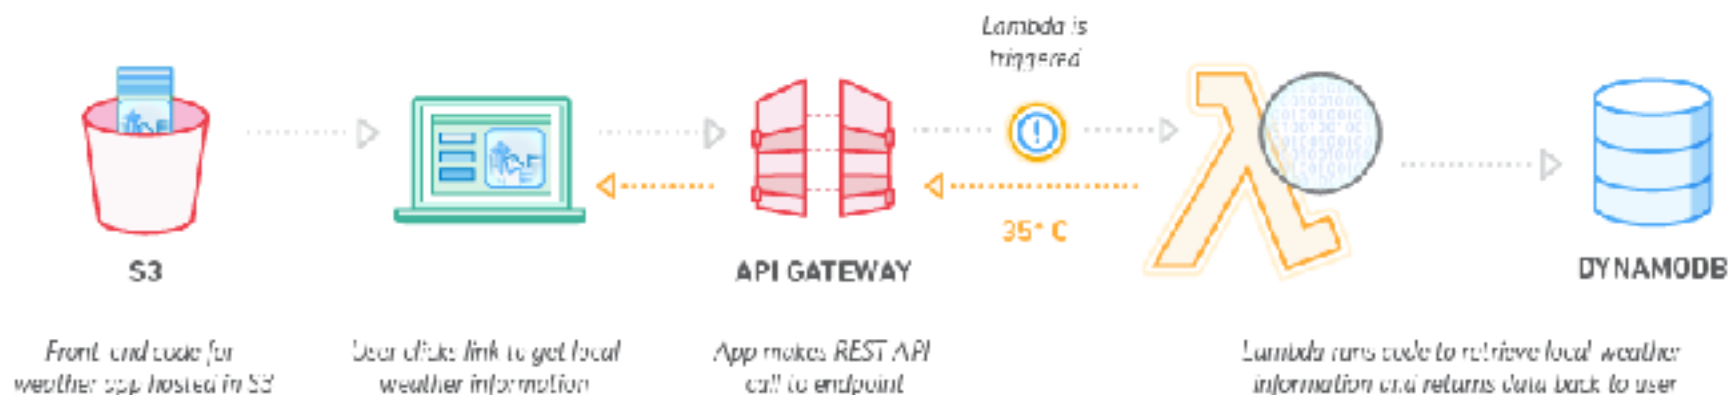 Lambda is
triggered
35° C
S3
API GATEWAY
DYNAMODB
Front-end code for
weather app hosted in S3
User clicks link to get local
weather information
App makes REST API
call to endpoint
Lambda runs code to retrieve local weather
information and returns data back to user